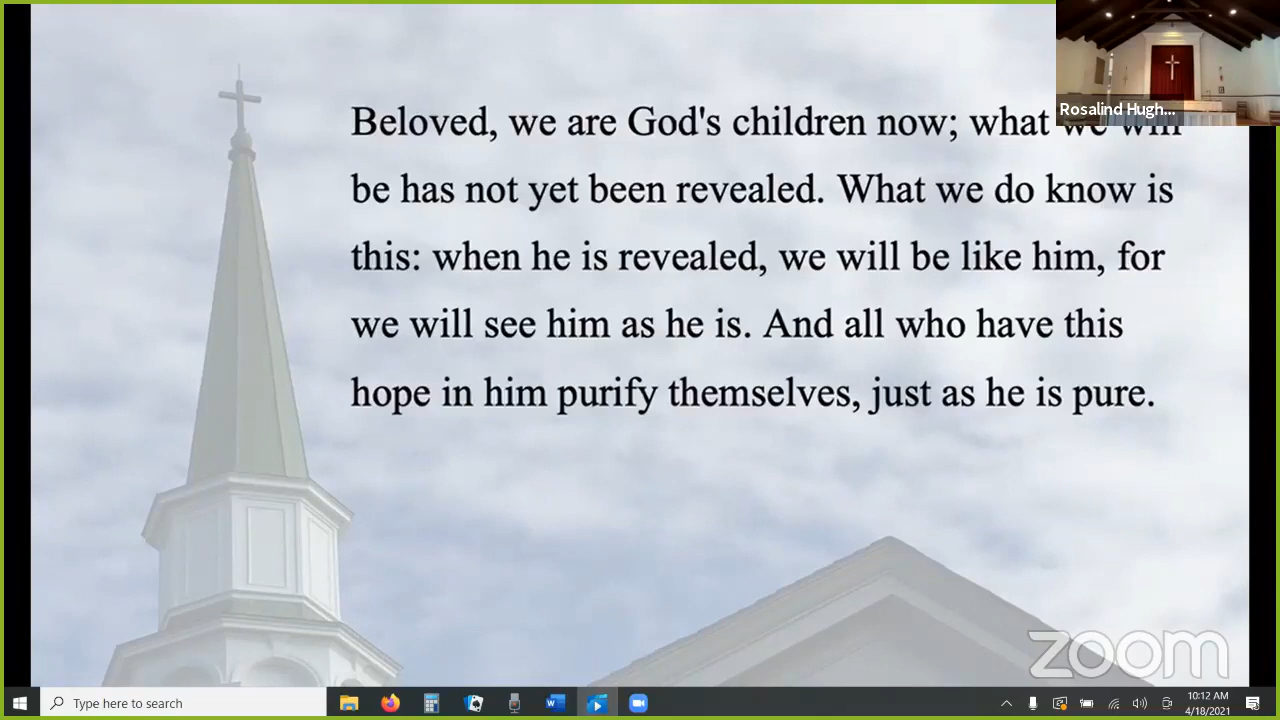 Rosalind Hugh...
Beloved, we are God's children now; what we will
be has not yet been revealed. What we do know is
this: when he is revealed, we will be like him, for
we will see him as he is. And all who have this
hope in him purify themselves, just as he is pure.
zoom
Type here to search
10:12 AM
4/18/2021